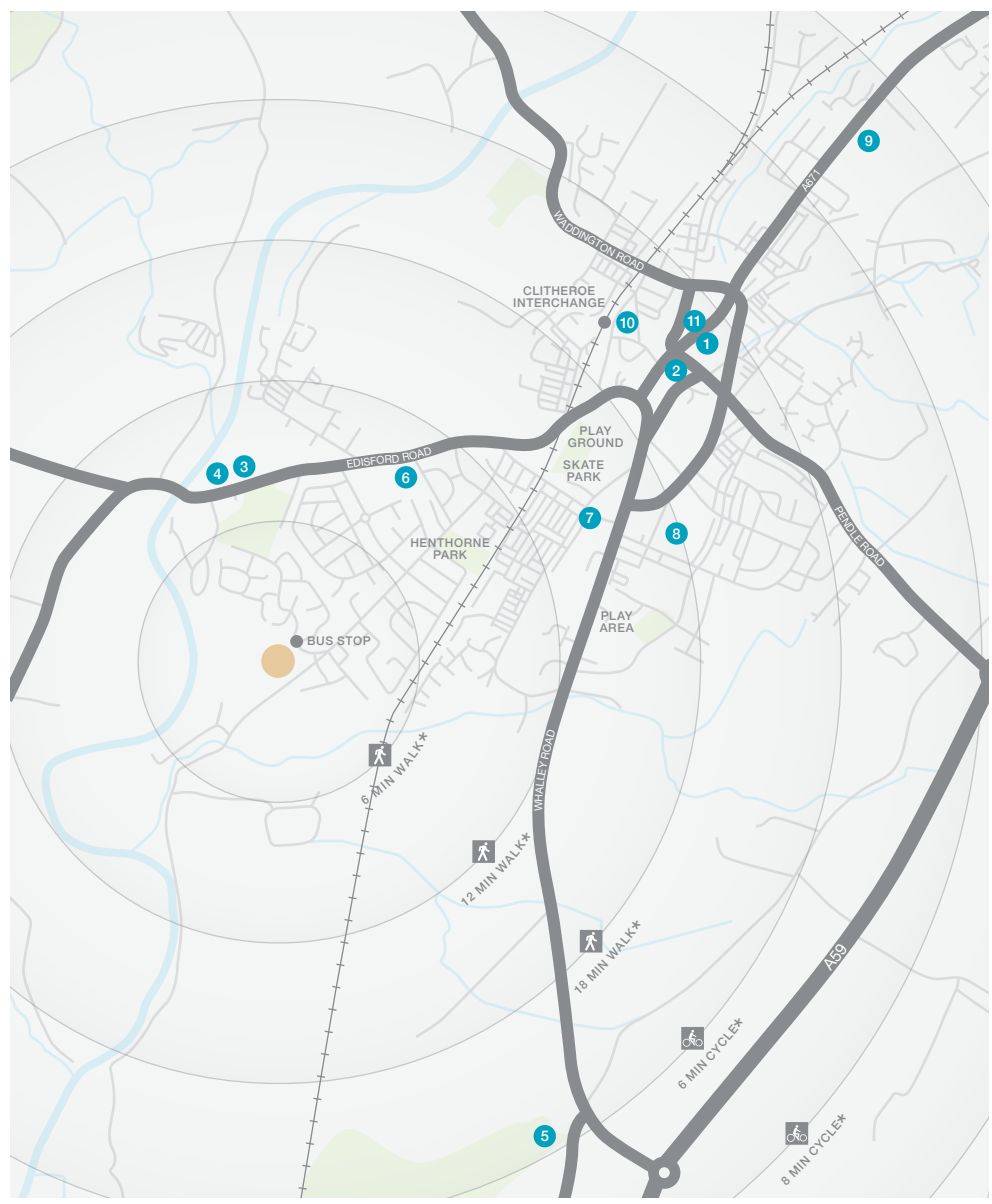 9
A671
WADDINGTON ROAD
CLITHEROE
INTERCHANGE
10
11
1
2
PLAY
GROUND
SKATE
PARK
EDISFORD ROAD
4
3
6
7
8
PENDLE ROAD
HENTHORNE
PARK
PLAY
AREA
BUS STOP
6 MIN WALK*
WHALLEY ROAD
12 MIN WALK*
18 MIN WALK*
A59
6 MIN CYCLE*
8 MIN CYCLE*
5